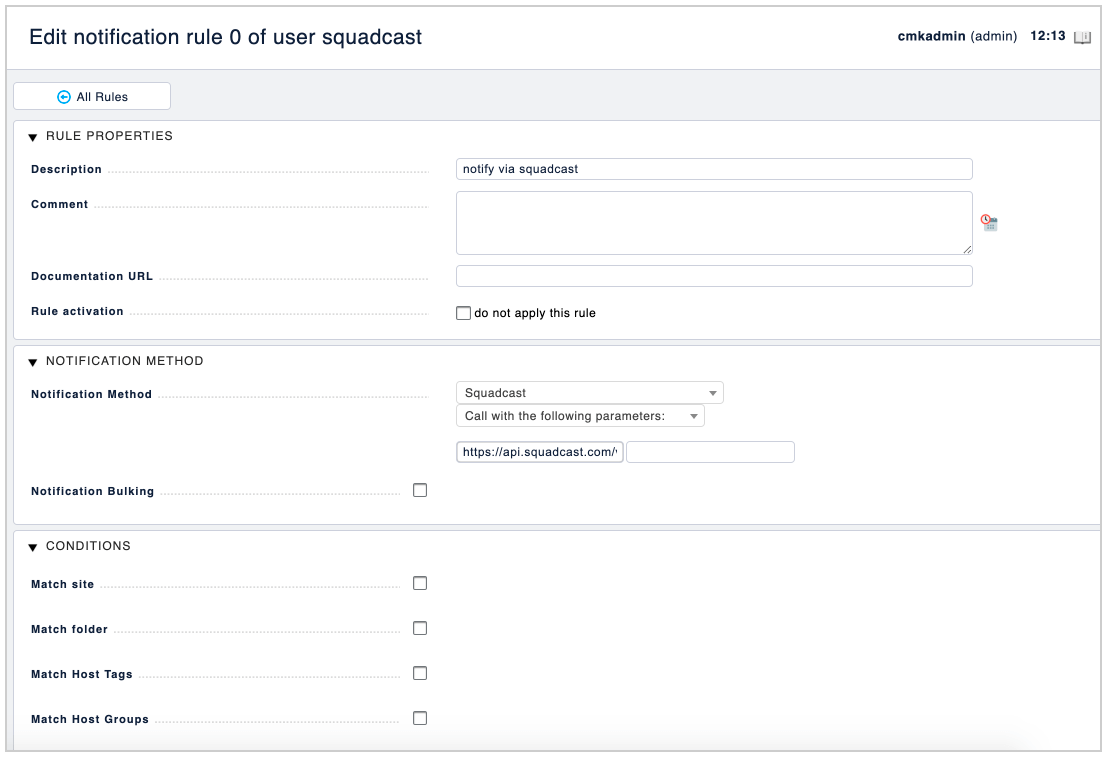 Edit notification rule 0 of user squadcast
cmkadmin (admin) 12:13
All Rules
RULE PROPERTIES
Description
notify via squadcast
Comment
Documentation URL
Rule activation
do not apply this rule
NOTIFICATION METHOD
Notification Method
Squadcast
Call with the following parameters:
https://api.squadcast.com/
Notification Bulking
CONDITIONS
Match site
Match folder
Match Host Tags
Match Host Groups